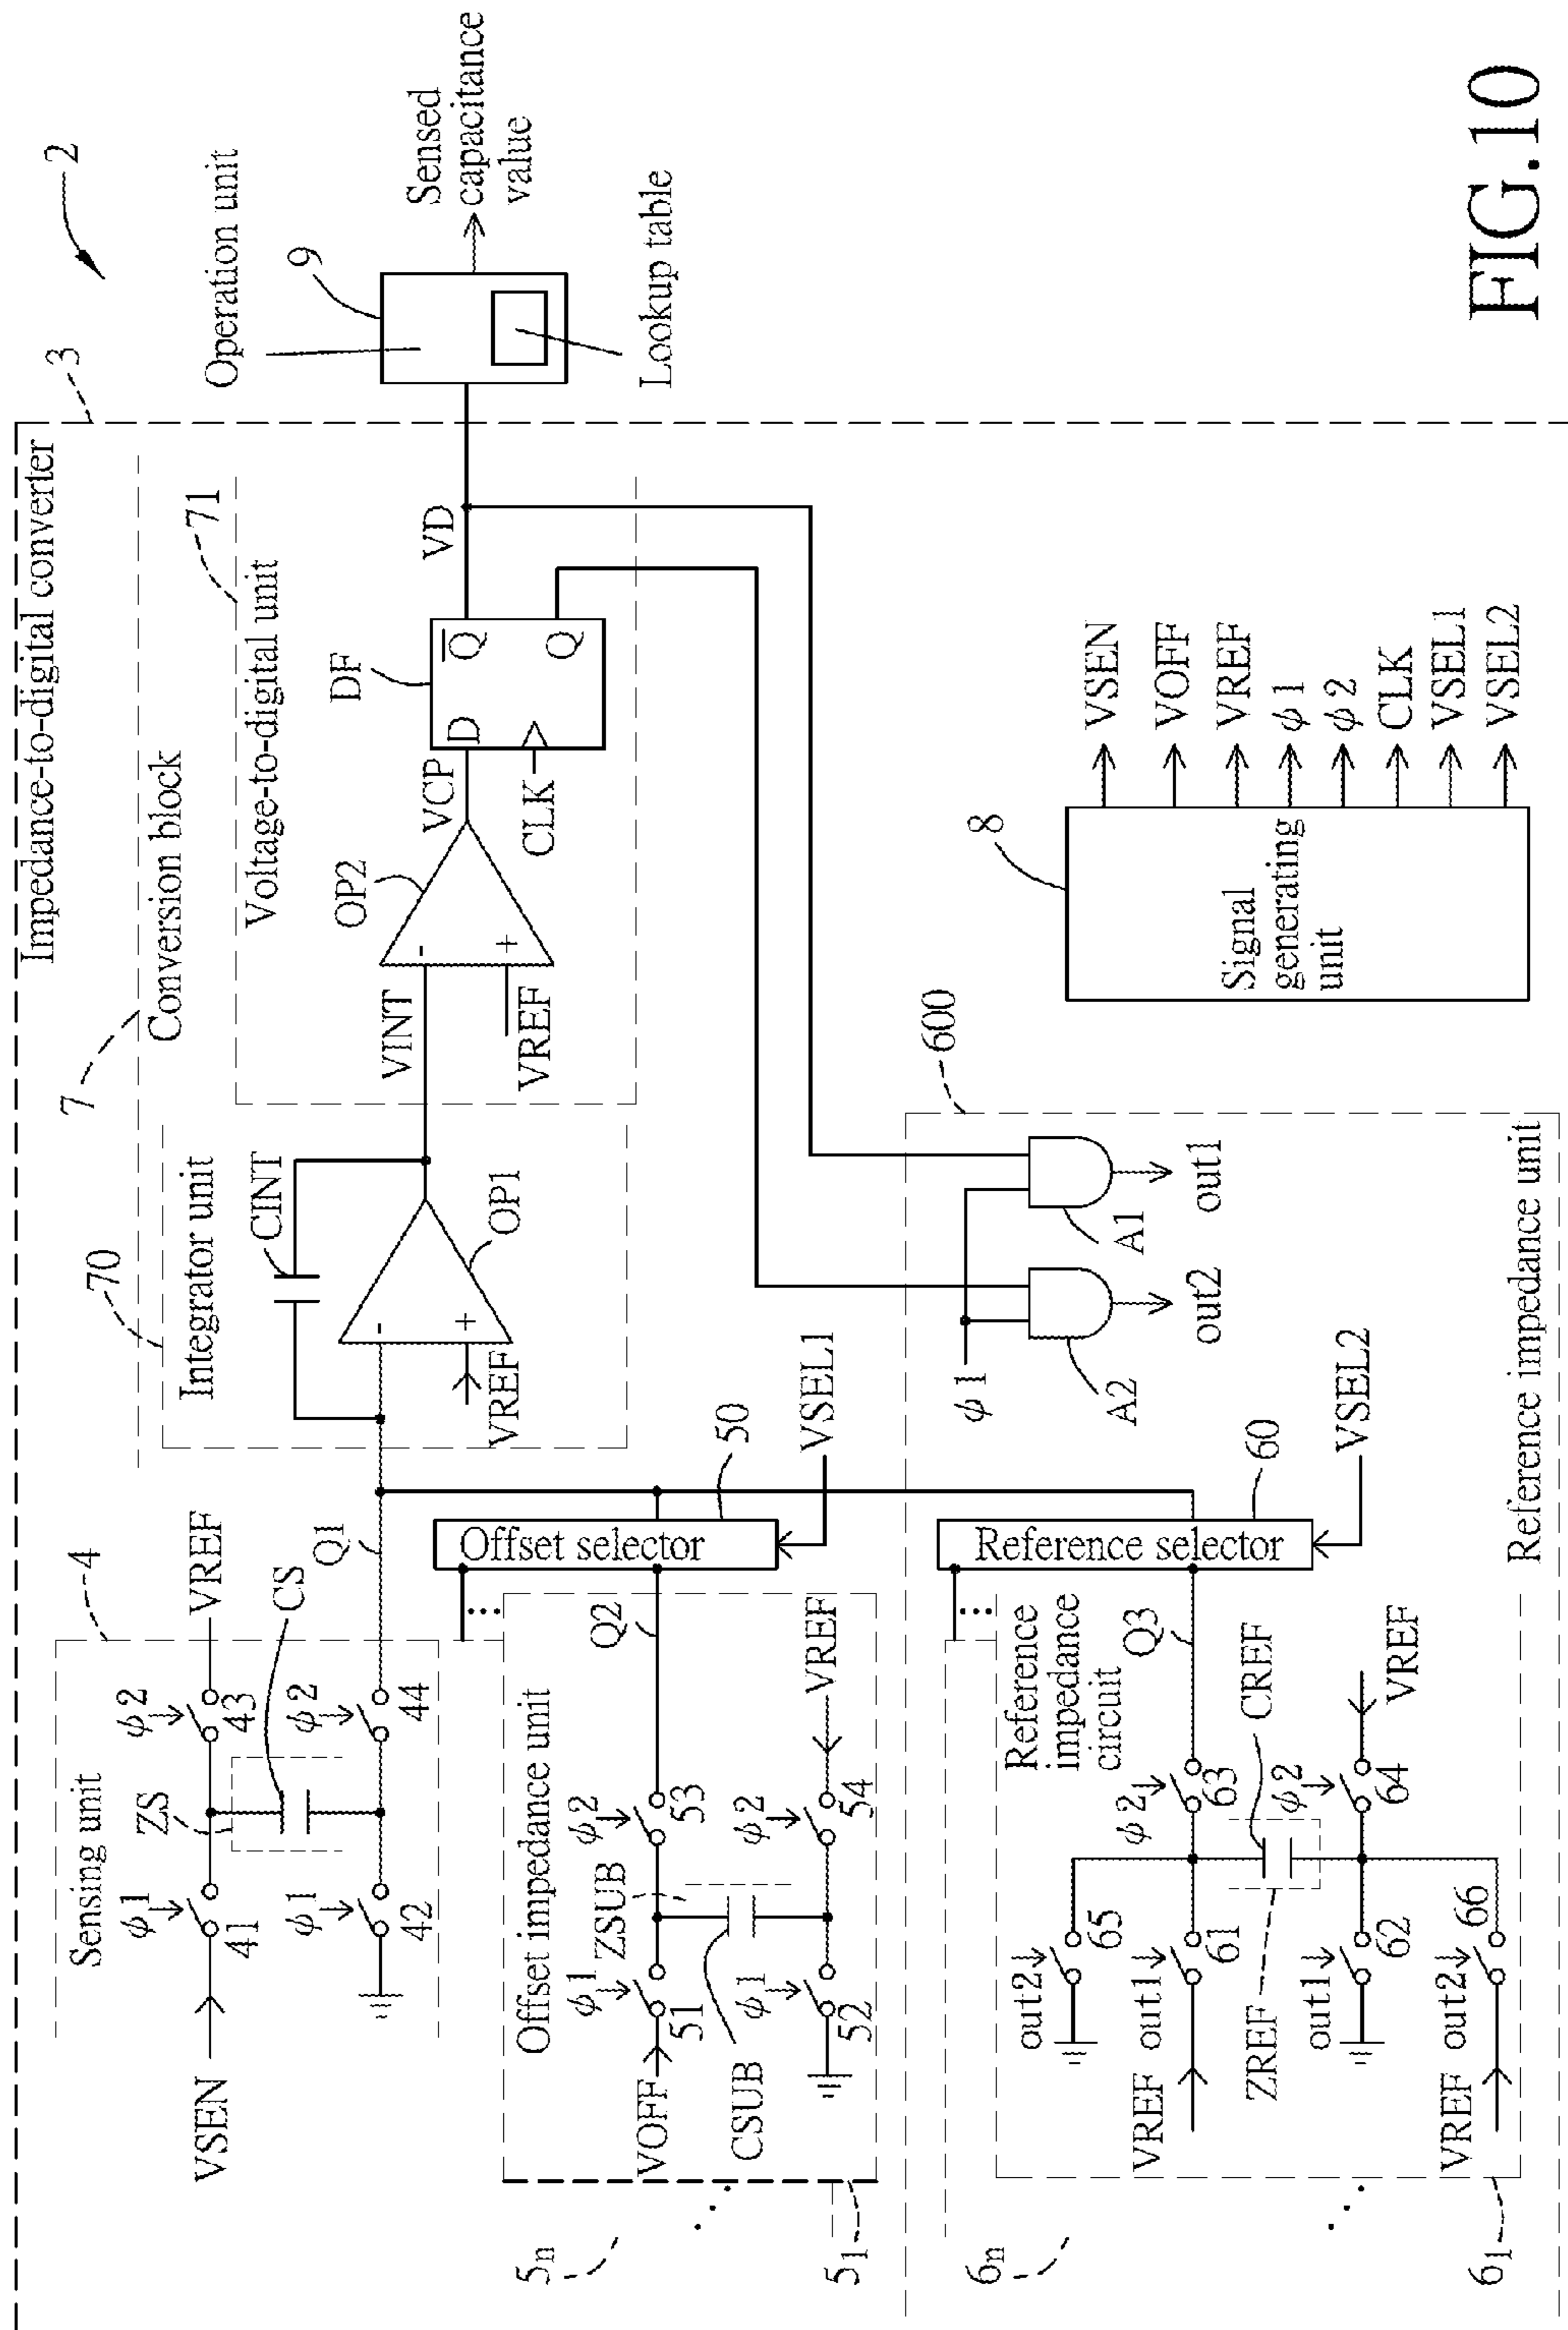 2
Impedance-to-digital converter
3
7
Conversion block
70
Integrator unit
CINT
OP1
VREF
71
Voltage-to-digital unit
VINT
VREF
-
+
-
+
OP2
VCP
CLK
DF
D
Q
Q
VD
Operation unit
9
Lookup table
Sensed
capacitance
value
4
Sensing unit
VSEN
VREF
ϕ1
41
ϕ2
43
ZS
CS
ϕ1
42
ϕ2
44
Q1
Offset selector
50
VSEL1
Offset impedance unit
5n
51
VOFF
ϕ1
51
ZSUB
ϕ2
53
Q2
CSUB
ϕ1
52
ϕ2
54
VREF
...
...
Reference selector
60
VSEL2
Reference impedance unit
600
ϕ1
A2
out2
A1
out1
Reference
impedance
circuit
6n
61
out2
65
VREF
out1
61
ϕ2
63
Q3
ZREF
CREF
out1
62
ϕ2
64
VREF
VREF
out2
66
...
...
8
Signal
generating
unit
VSEN
VOFF
VREF
ϕ1
ϕ2
CLK
VSEL1
VSEL2
FIG.10